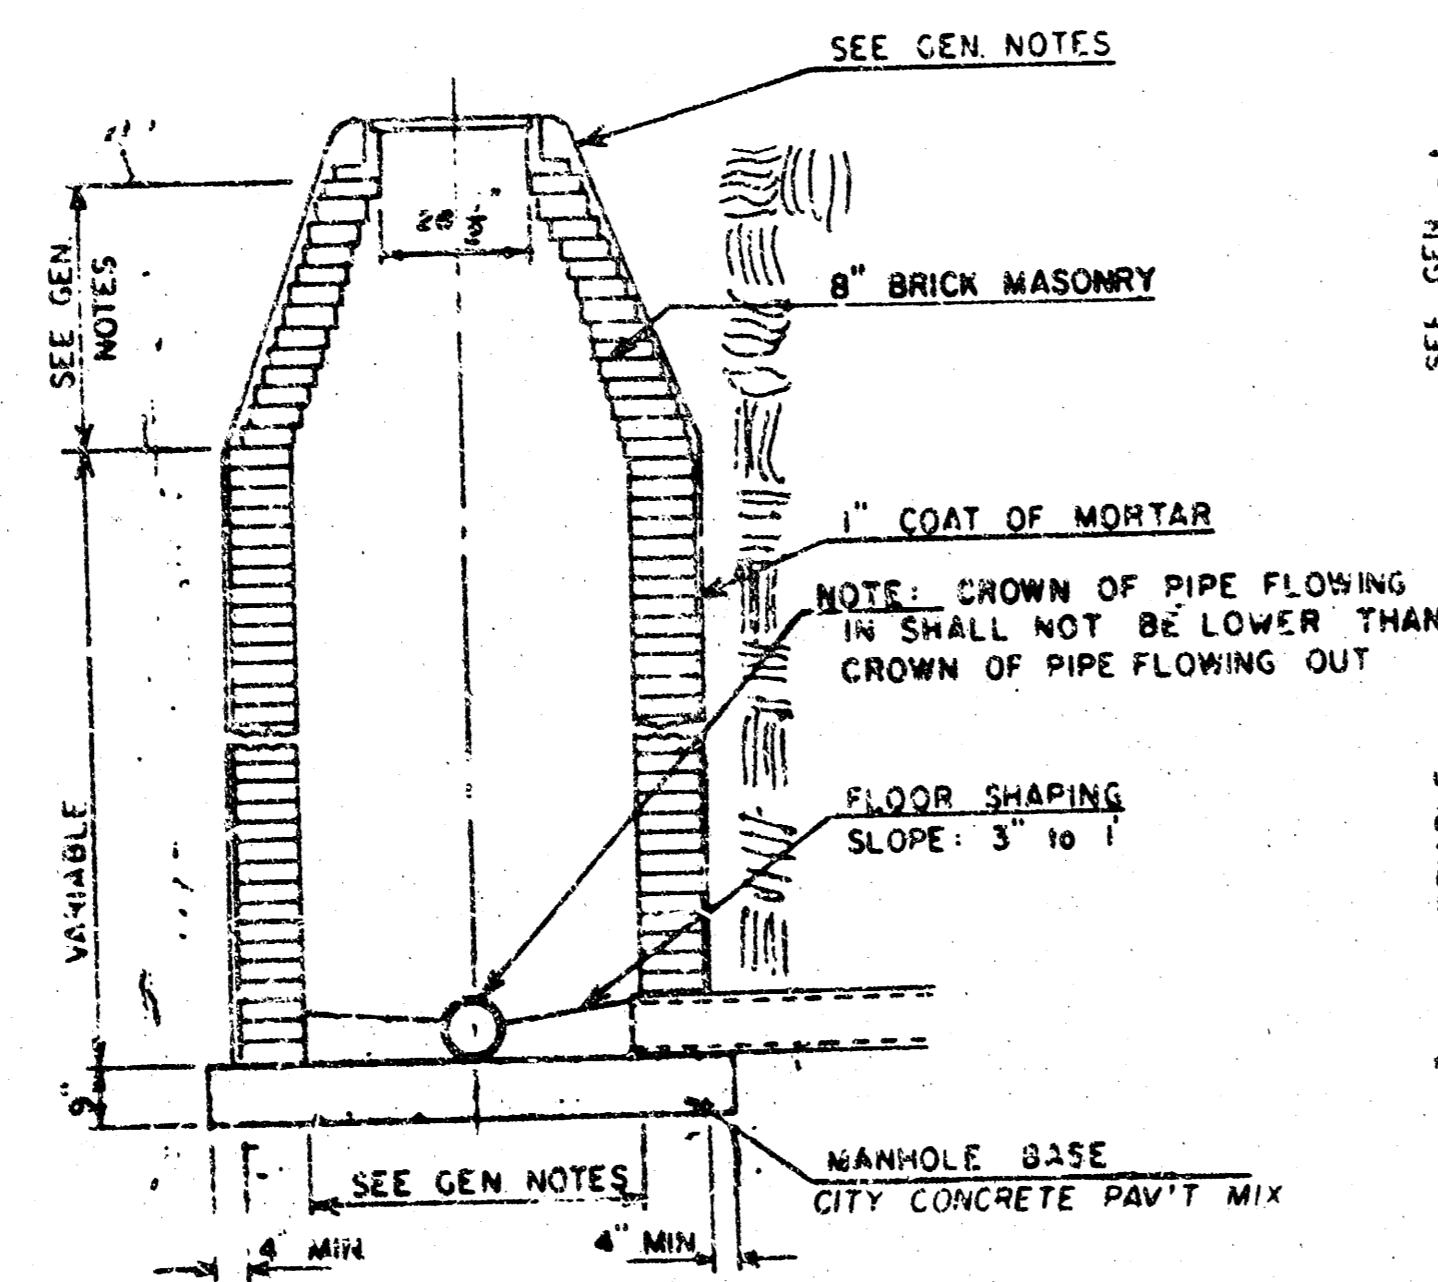 SEE GEN. NOTES
SEE GEN.
NOTES
8" BRICK MASONRY
1" COAT OF MORTAR
NOTE: CROWN OF PIPE FLOWING
IN SHALL NOT BE LOWER THAN
CROWN OF PIPE FLOWING OUT
FLOOR SHAPING
SLOPE: 3" to 1'
VARIABLE
9"
MANHOLE BASE
CITY CONCRETE PAV'T MIX
SEE GEN. NOTES
4" MIN
4" MIN.
SEE GEN